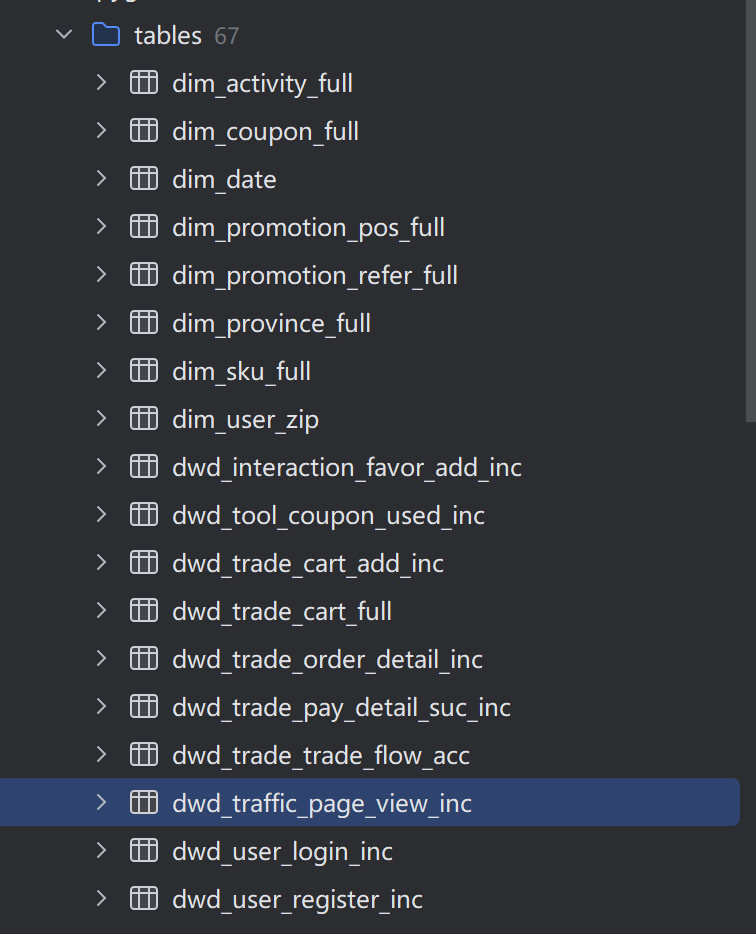 tables 67
dim_activity_full
dim_coupon_full
dim_date
dim_promotion_pos_full
dim_promotion_refer_full
dim_province_full
dim_sku_full
dim_user_zip
dwd_interaction_favor_add_inc
dwd_tool_coupon_used_inc
dwd_trade_cart_add_inc
dwd_trade_cart_full
dwd_trade_order_detail_inc
dwd_trade_pay_detail_suc_inc
dwd_trade_trade_flow_acc
dwd_traffic_page_view_inc
dwd_user_login_inc
dwd_user_register_inc